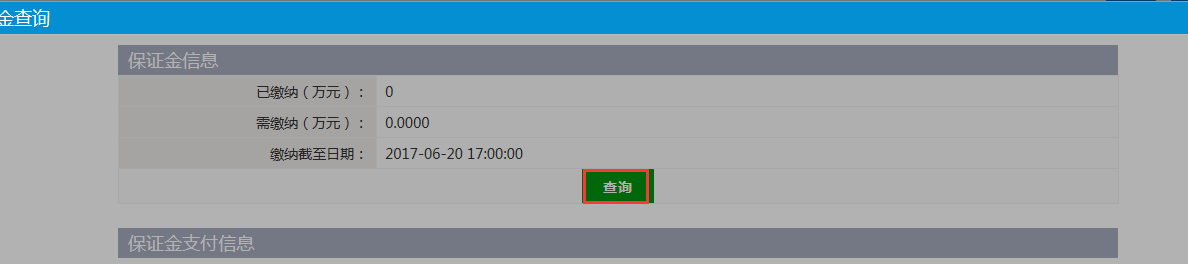 金查询
保证金信息
已缴纳（万元）： 0
需缴纳（万元）： 0.0000
缴纳截至日期： 2017-06-20 17:00:00
查询
保证金支付信息